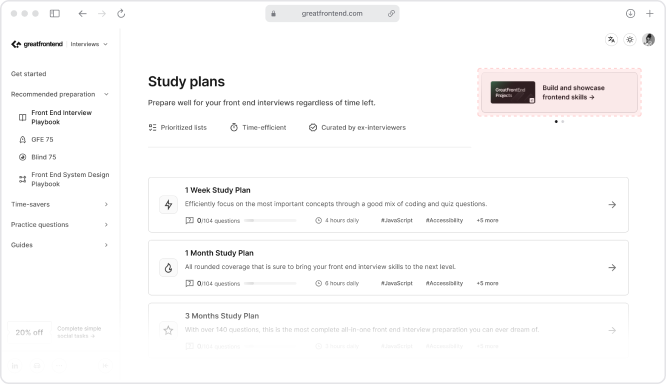 greatfrontend.com
greatfrontend | Interviews
Get started
Recommended preparation
Front End Interview
Playbook
GFE 75
Blind 75
Front End System Design
Playbook
Time-savers
Practice questions
Guides
20% off
Complete simple
social tasks →
Study plans
Prepare well for your front end interviews regardless of time left.
Prioritized lists
Time-efficient
Curated by ex-interviewers
GreatFrontEnd
Projects
Build and showcase
frontend skills →
1 Week Study Plan
Efficiently focus on the most important concepts through a good mix of coding and quiz questions.
0/104 questions 4 hours daily #JavaScript #Accessibility +5 more
1 Month Study Plan
All rounded coverage that is sure to bring your front end interview skills to the next level.
0/104 questions 6 hours daily #JavaScript #Accessibility +5 more
3 Months Study Plan
With over 140 questions, this is the most complete all-in-one front end interview preparation you can ever dream of.